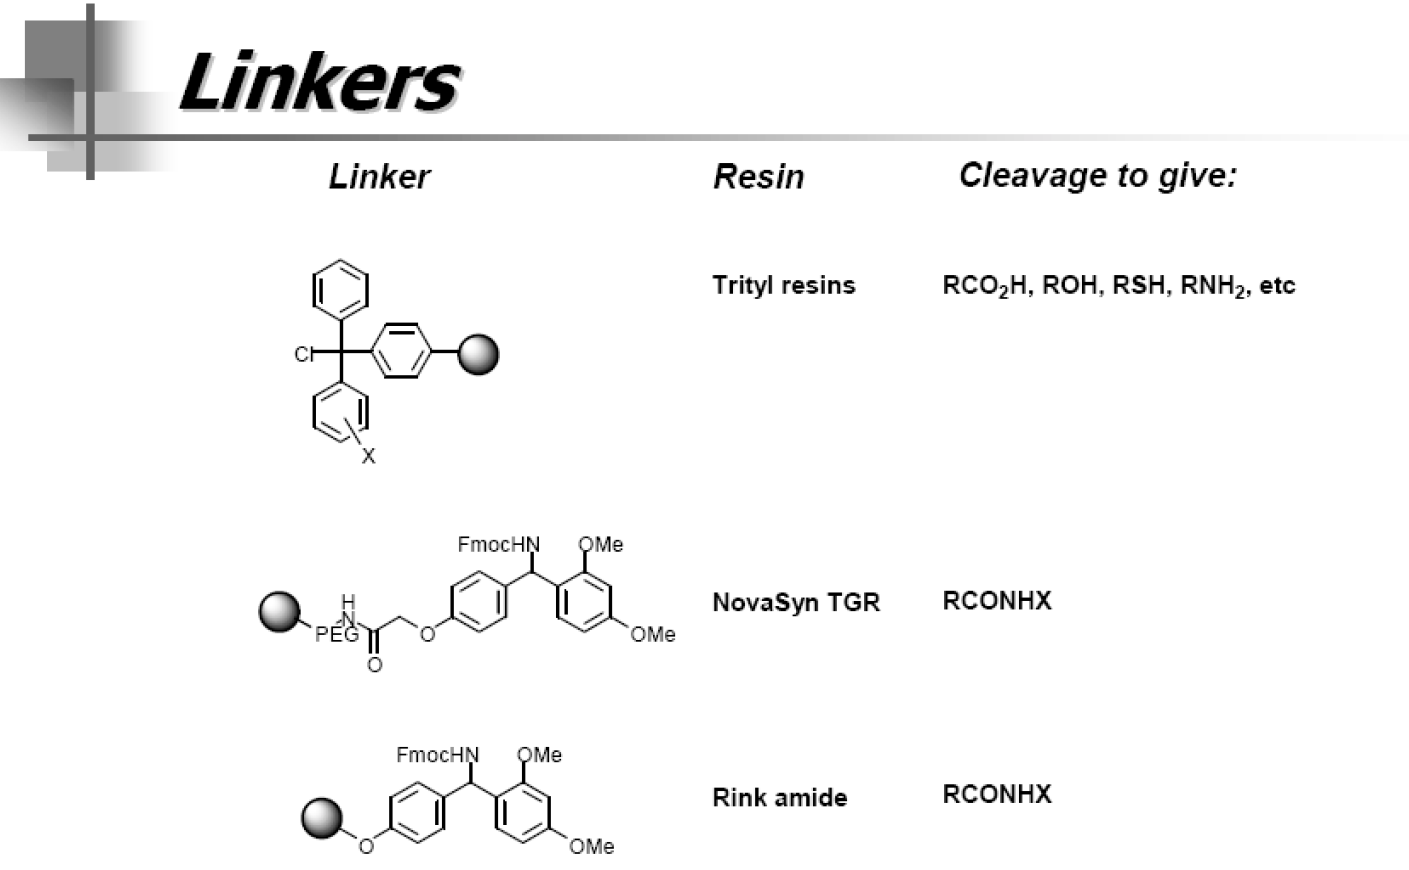 Linkers
Linker Resin Cleavage to give:
Trityl resins RCO₂H, ROH, RSH, RNH₂, etc
Cl
X
FmocHN OMe
NovaSyn TGR RCONHX
H
N
PEG
O
OMe
O
FmocHN OMe
Rink amide RCONHX
O
OMe